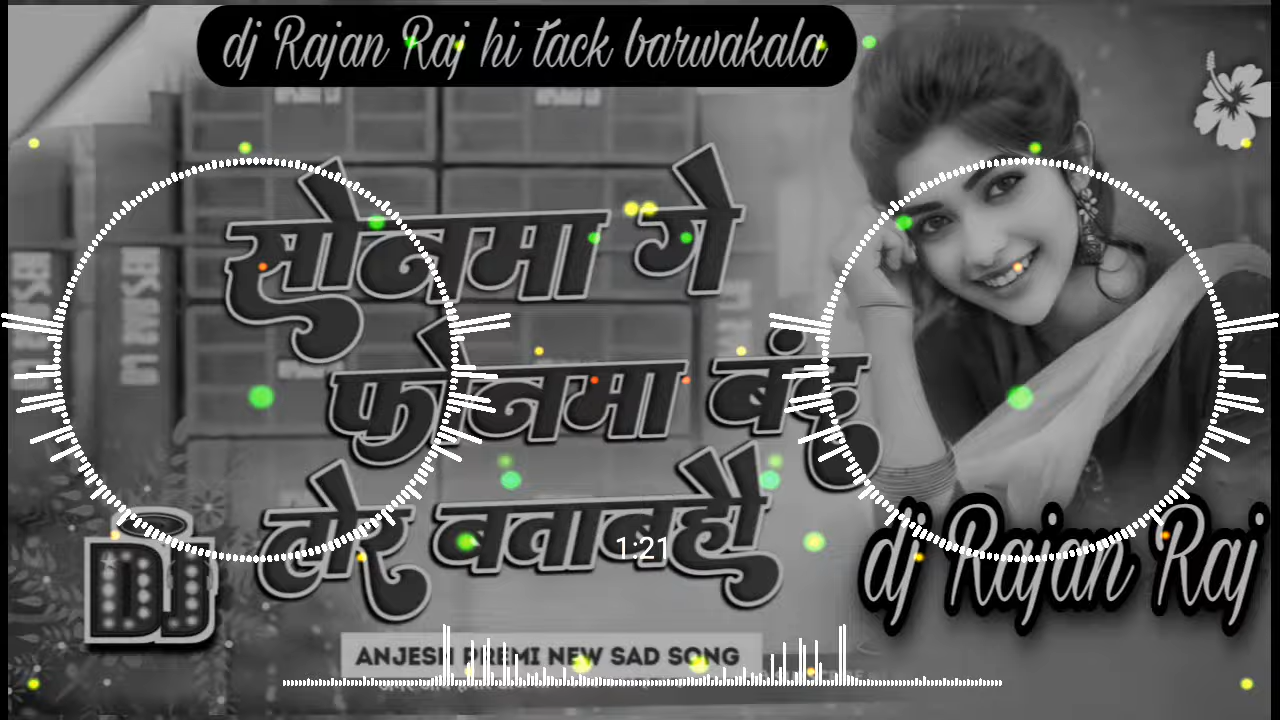 dj Rajan Raj hi tack barwakala
सोनमा गे
फोनमा बंद
तोर बताबहौ
1:21
DJ
dj Rajan Raj
ANJESH PREMI NEW SAD SONG